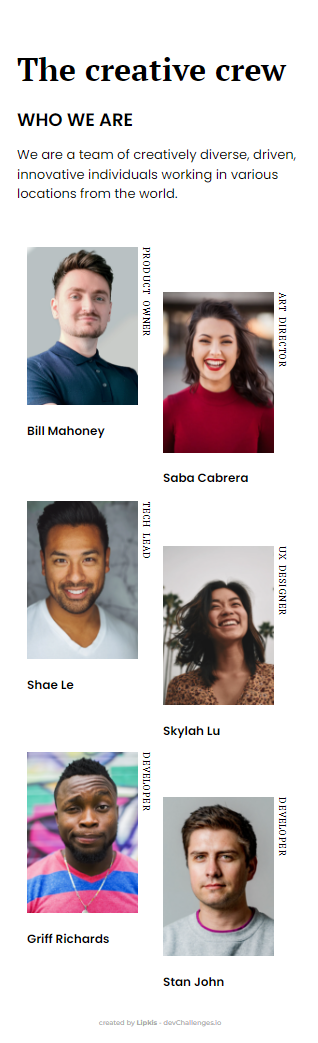 The creative crew
WHO WE ARE
We are a team of creatively diverse, driven,
innovative individuals working in various
locations from the world.
PRODUCT OWNER
Bill Mahoney
ART DIRECTOR
Saba Cabrera
TECH LEAD
Shae Le
UX DESIGNER
Skylah Lu
DEVELOPER
Griff Richards
DEVELOPER
Stan John
created by Lipkis - devChallenges.io